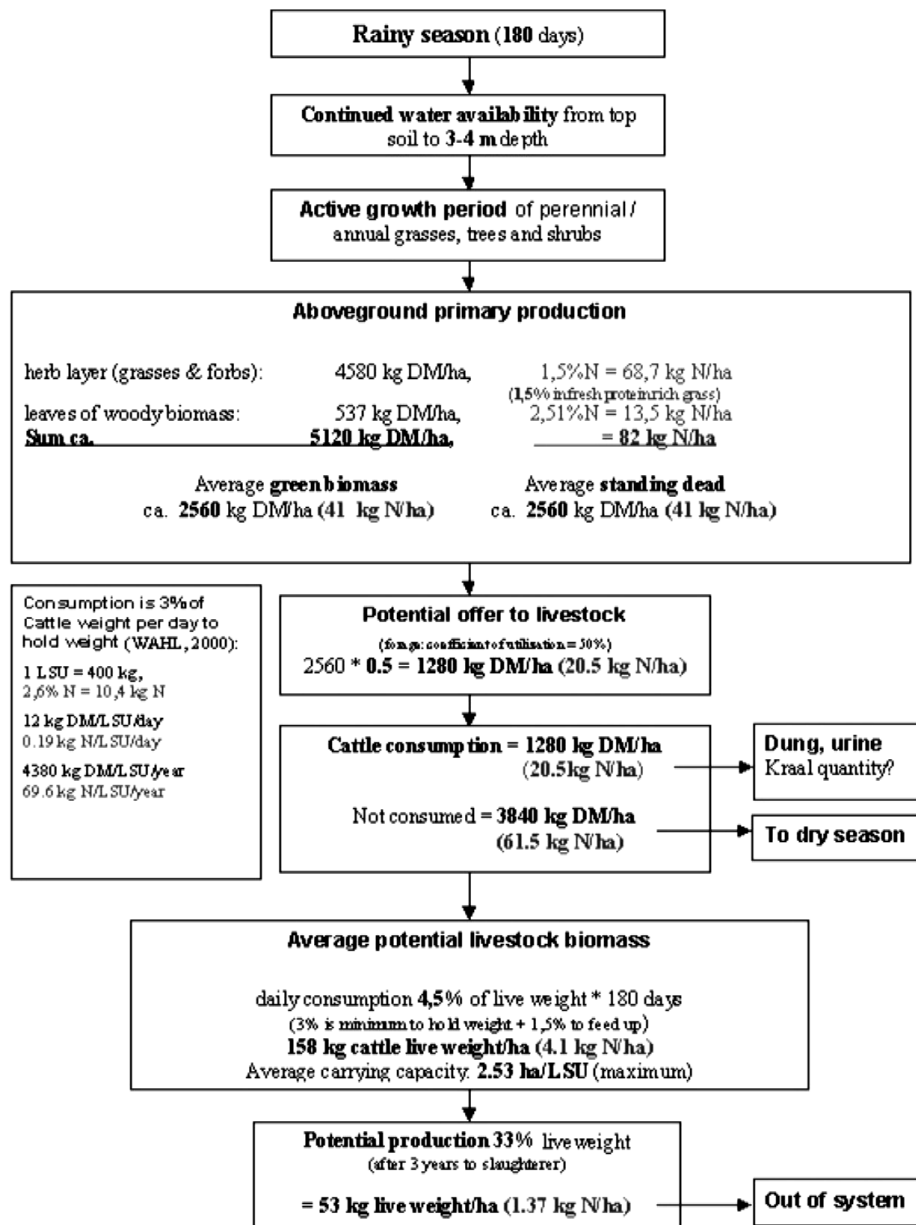 Rainy season (180 days)
Continued water availability from top
soil to 3-4 m depth
Active growth period of perennial /
annual grasses, trees and shrubs
Aboveground primary production
herb layer (grasses & forbs): 4580 kg DM/ha, 1,5%N = 68,7 kg N/ha
(1,5% in fresh protein rich grass)
leaves of woody biomass: 537 kg DM/ha, 2,51%N = 13,5 kg N/ha
Sum ca. 5120 kg DM/ha, = 82 kg N/ha
Average green biomass
ca. 2560 kg DM/ha (41 kg N/ha)
Average standing dead
ca. 2560 kg DM/ha (41 kg N/ha)
Consumption is 3% of
Cattle weight per day to
hold weight (WAHL, 2000):
1 LSU = 400 kg,
2,6% N = 10,4 kg N
12 kg DM/LSU/day
0.19 kg N/LSU/day
4380 kg DM/LSU/year
69.6 kg N/LSU/year
Potential offer to livestock
(forage: coefficient of utilisation = 50%)
2560 * 0.5 = 1280 kg DM/ha (20.5 kg N/ha)
Cattle consumption = 1280 kg DM/ha
(20.5kg N/ha)
Not consumed = 3840 kg DM/ha
(61.5 kg N/ha)
Dung, urine
Kraal quantity?
To dry season
Average potential livestock biomass
daily consumption 4,5% of live weight * 180 days
(3% is minimum to hold weight + 1,5% to feed up)
158 kg cattle live weight/ha (4.1 kg N/ha)
Average carrying capacity: 2.53 ha/LSU (maximum)
Potential production 33% live weight
(after 3 years to slaughterer)
= 53 kg live weight/ha (1.37 kg N/ha)
Out of system